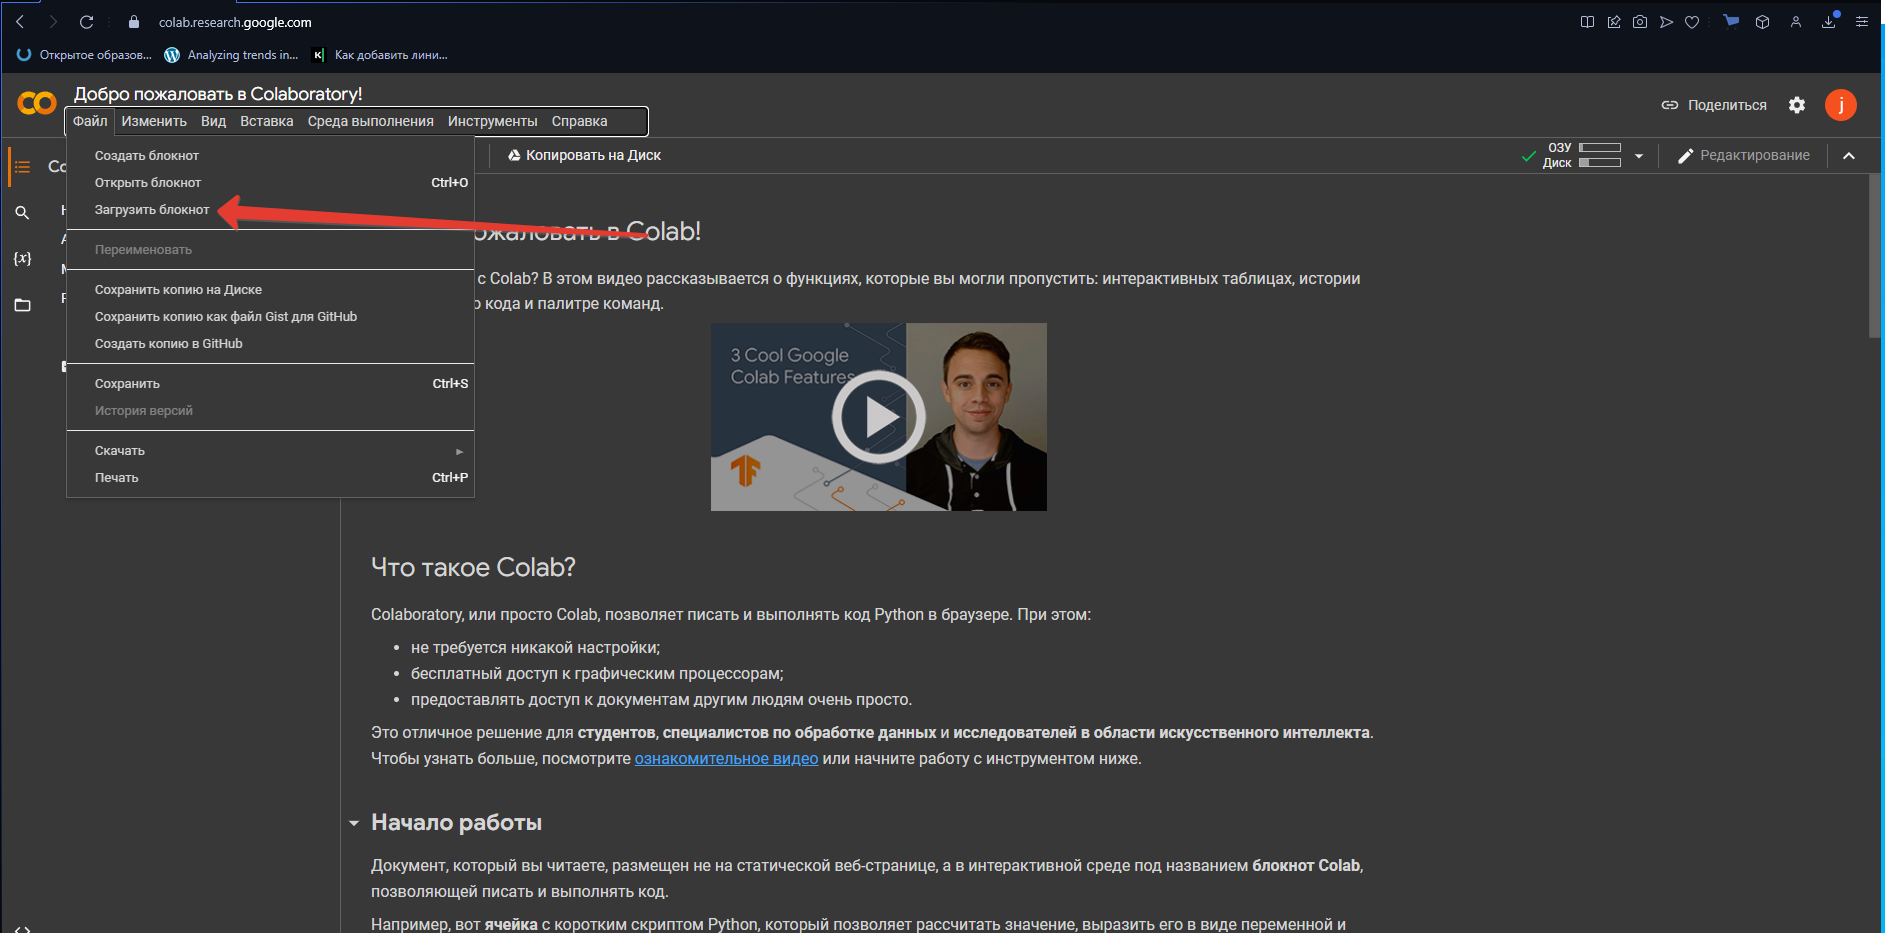 colab.research.google.com
Открытое образов... Analyzing trends in... K Как добавить лини...
Добро пожаловать в Colaboratory!
Поделиться
j
Файл Изменить Вид Вставка Среда выполнения Инструменты Справка
Создать блокнот
Открыть блокнот Ctrl+O
Загрузить блокнот
Переименовать
Сохранить копию на Диске
Сохранить копию как файл Gist для GitHub
Создать копию в GitHub
Сохранить Ctrl+S
История версий
Скачать
Печать Ctrl+P
Копировать на Диск
ОЗУ
Диск
Редактирование
{x}
в Colab!
с Colab? В этом видео рассказывается о функциях, которые вы могли пропустить: интерактивных таблицах, истории
кода и палитре команд.
3 Cool Google
Colab Features
Что такое Colab?
Colaboratory, или просто Colab, позволяет писать и выполнять код Python в браузере. При этом:
• не требуется никакой настройки;
• бесплатный доступ к графическим процессорам;
• предоставлять доступ к документам другим людям очень просто.
Это отличное решение для студентов, специалистов по обработке данных и исследователей в области искусственного интеллекта.
Чтобы узнать больше, посмотрите ознакомительное видео или начните работу с инструментом ниже.
Начало работы
Документ, который вы читаете, размещен не на статической веб-странице, а в интерактивной среде под названием блокнот Colab,
позволяющей писать и выполнять код.
Например, вот ячейка с коротким скриптом Python, который позволяет рассчитать значение, выразить его в виде переменной и